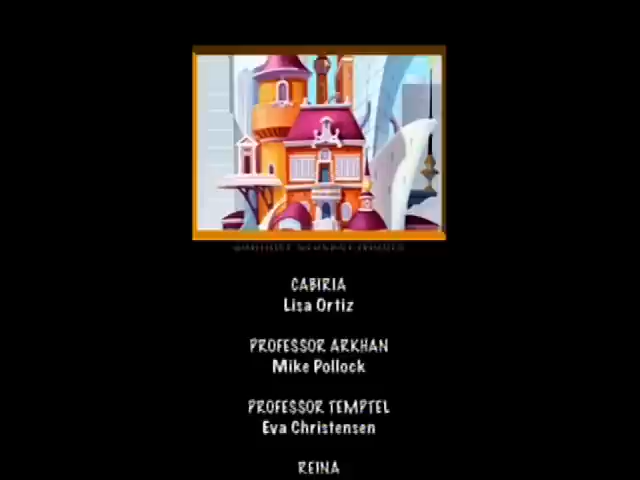 CABIRIA
Lisa Ortiz
PROFESSOR ARKHAN
Mike Pollock
PROFESSOR TEMPTEL
Eva Christensen
REINA